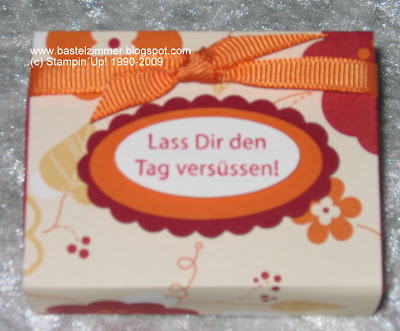 www.bastelzimmer.blogspot.com
(c) Stampin´Up! 1990-2009
Lass Dir den
Tag versüssen!